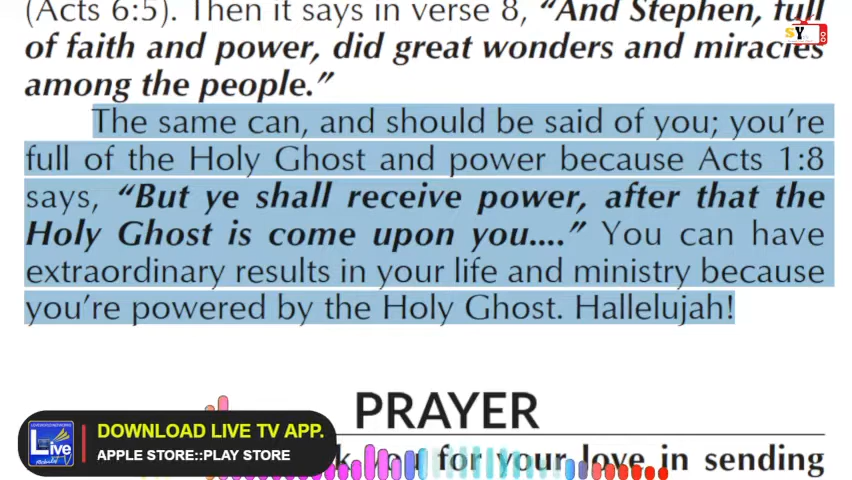 (Acts 6:5). Then it says in verse 8, “And Stephen, full
of faith and power, did great wonders and miracles
among the people.”
The same can, and should be said of you; you’re
full of the Holy Ghost and power because Acts 1:8
says, “But ye shall receive power, after that the
Holy Ghost is come upon you....” You can have
extraordinary results in your life and ministry because
you’re powered by the Holy Ghost. Hallelujah!
PRAYER
you for your love in sending
DOWNLOAD LIVE TV APP.
APPLE STORE::PLAY STORE
Live
SY